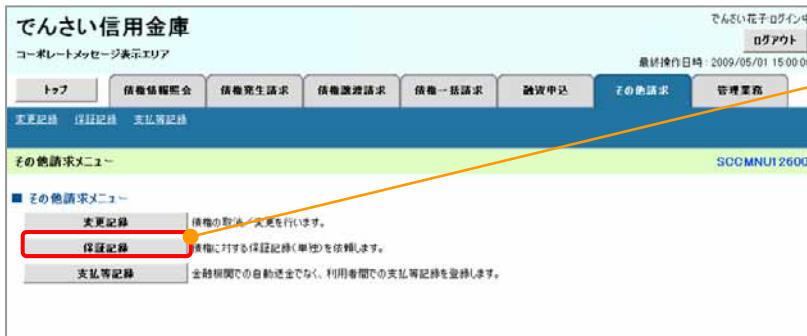 でんさい信用金庫
でんさい花子ログイン中
ログアウト
コーポレートメッセージ表示エリア
最終操作日時：2009/05/01 15:00:00
トップ 債権情報照会 債権発生請求 債権譲渡請求 債権一括請求 融資申込 その他請求 管理業務
変更記録 保証記録 支払等記録
その他請求メニュー SCCMNU12600
■ その他請求メニュー
変更記録 債権の取消／変更を行います。
保証記録 債権に対する保証記録(単独)を依頼します。
支払等記録 金融機関での自動送金でなく、利用者間での支払等記録を登録します。